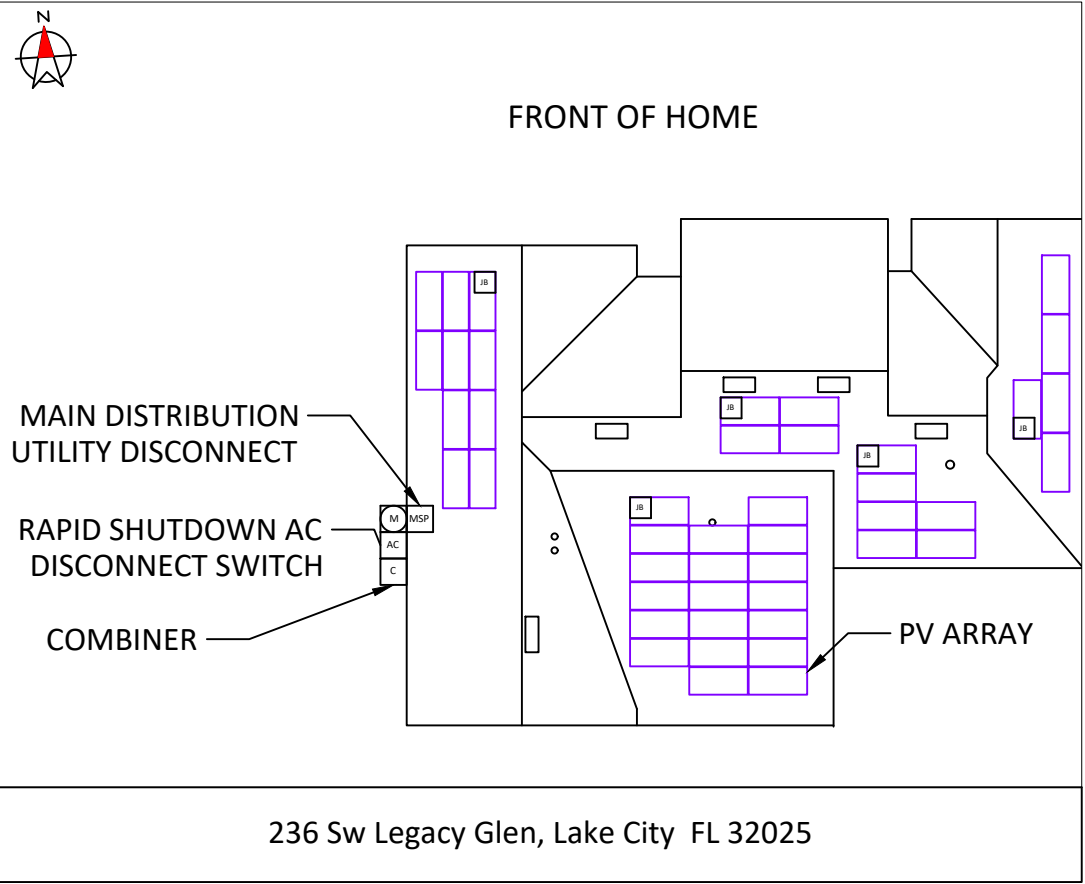 N
FRONT OF HOME
JB
JB
JB
JB
JB
MAIN DISTRIBUTION
UTILITY DISCONNECT
M
MSP
RAPID SHUTDOWN AC
DISCONNECT SWITCH
AC
C
COMBINER
PV ARRAY
236 Sw Legacy Glen, Lake City FL 32025